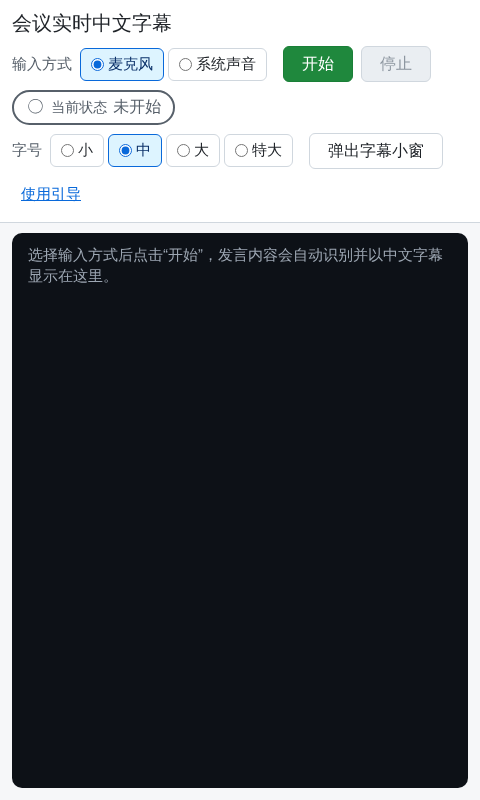 会议实时中文字幕
输入方式 麦克风 系统声音 开始 停止
当前状态 未开始
字号 小 中 大 特大 弹出字幕小窗
使用引导
选择输入方式后点击“开始”，发言内容会自动识别并以中文字幕
显示在这里。